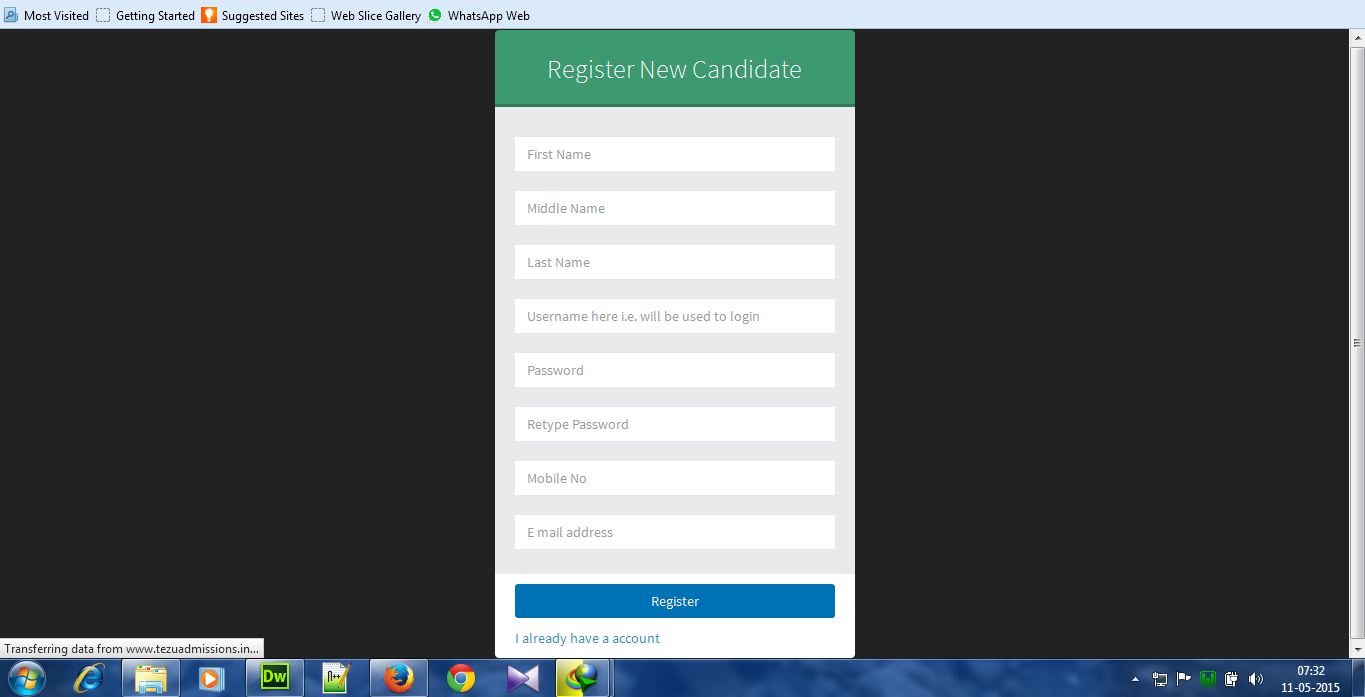 Most Visited Getting Started Suggested Sites Web Slice Gallery WhatsApp Web
Register New Candidate
First Name
Middle Name
Last Name
Username here i.e. will be used to login
Password
Retype Password
Mobile No
E mail address
Register
I already have a account
Transferring data from www.tezuadmissions.in...
Dw
07:32
11-05-2015